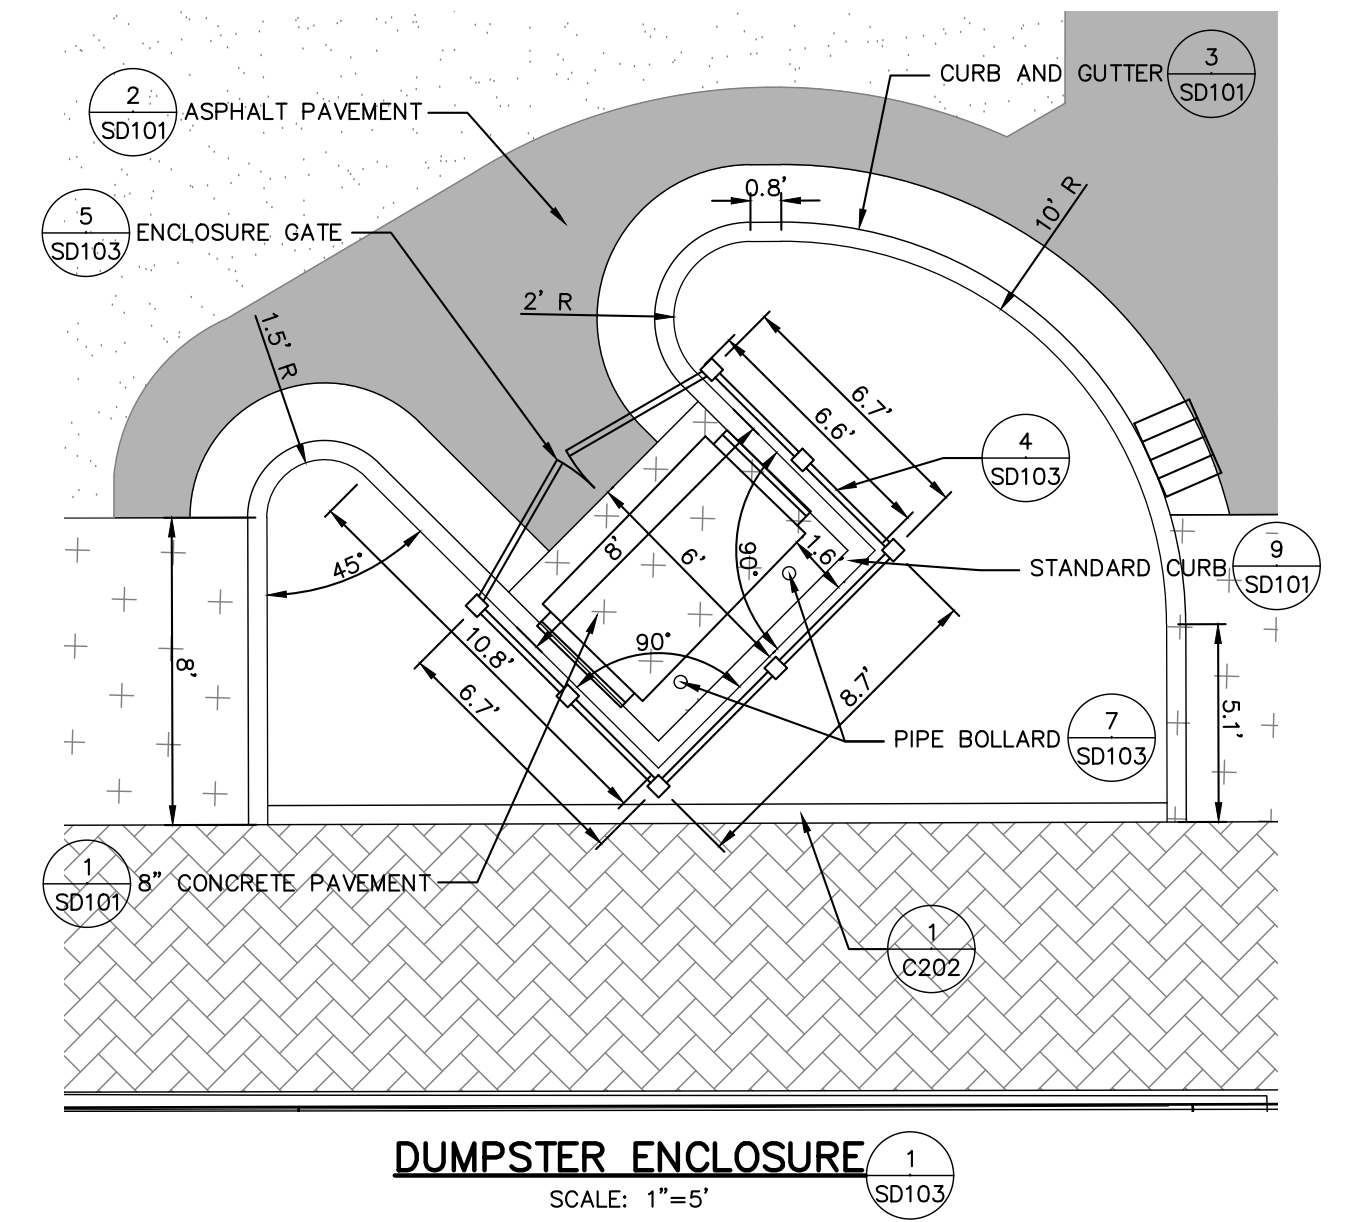 3
CURB AND GUTTER
SD101
2
ASPHALT PAVEMENT
SD101
0.8'
10' R
5
ENCLOSURE GATE
SD103
2' R
1.5' R
6.7'
6.6'
4
SD103
8'
6'
90°
1.6'
45°
STANDARD CURB
9
SD101
90°
10.8'
6.7'
8.7'
8'
5.1'
7
PIPE BOLLARD
SD103
1
8" CONCRETE PAVEMENT
SD101
1
C202
DUMPSTER ENCLOSURE
1
SD103
SCALE: 1"=5'